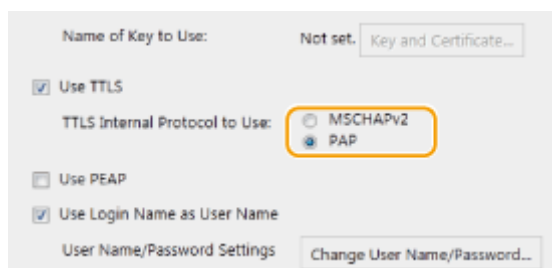 Name of Key to Use: Not set. Key and Certificate...
Use TTLS
TTLS Internal Protocol to Use: MSCHAPv2
PAP
Use PEAP
Use Login Name as User Name
User Name/Password Settings Change User Name/Password...